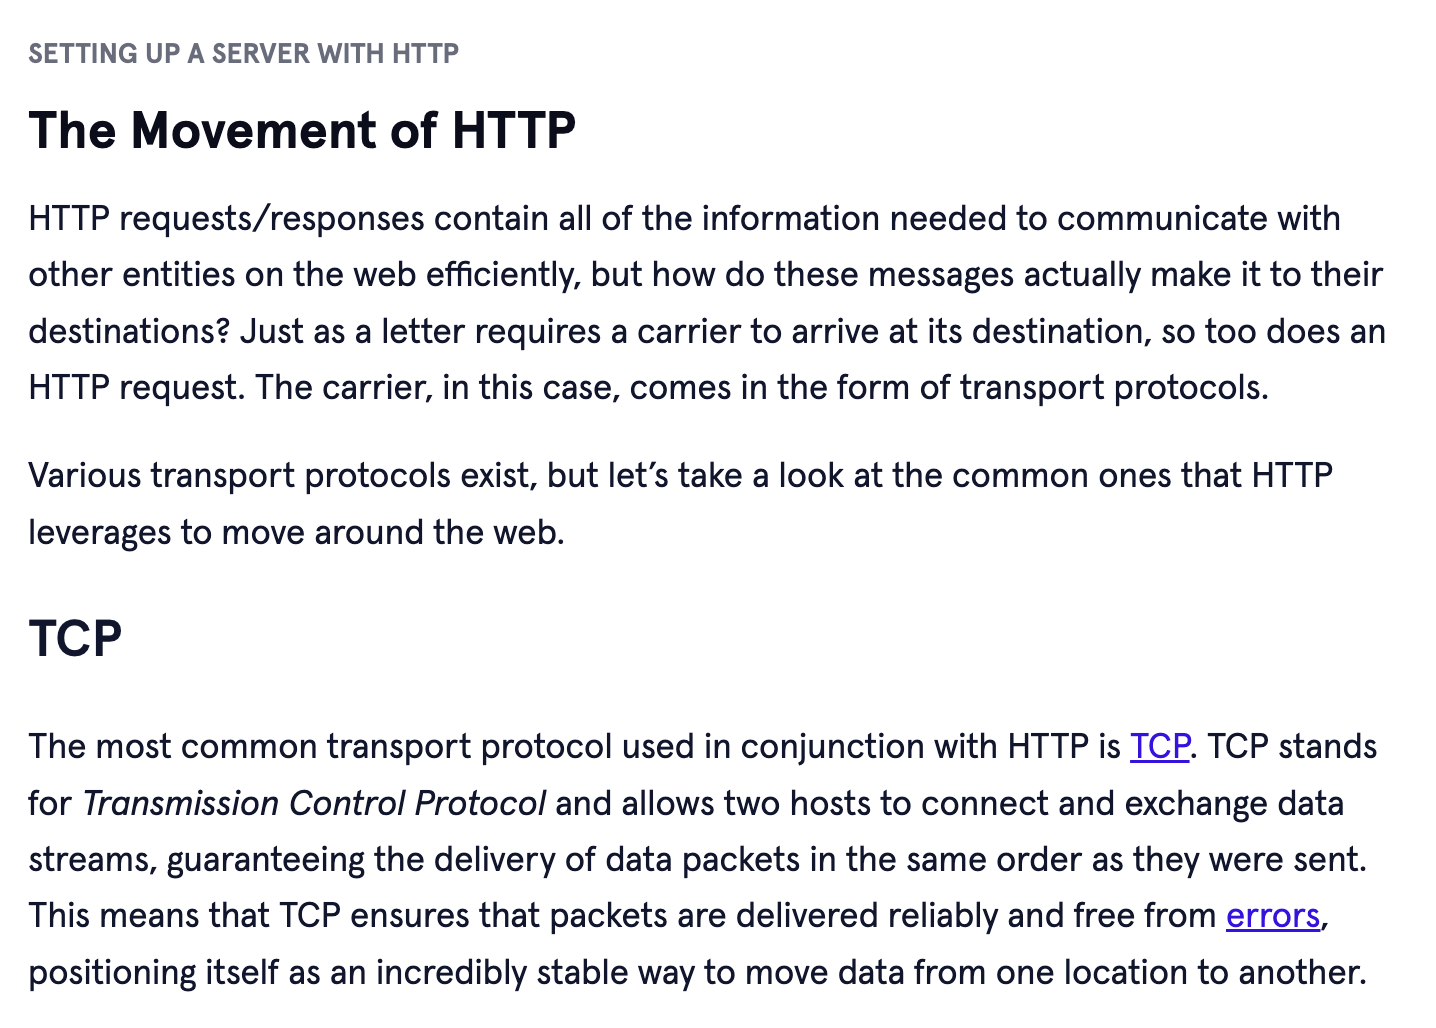 SETTING UP A SERVER WITH HTTP
The Movement of HTTP
HTTP requests/responses contain all of the information needed to communicate with
other entities on the web efficiently, but how do these messages actually make it to their
destinations? Just as a letter requires a carrier to arrive at its destination, so too does an
HTTP request. The carrier, in this case, comes in the form of transport protocols.
Various transport protocols exist, but let’s take a look at the common ones that HTTP
leverages to move around the web.
TCP
The most common transport protocol used in conjunction with HTTP is TCP. TCP stands
for Transmission Control Protocol and allows two hosts to connect and exchange data
streams, guaranteeing the delivery of data packets in the same order as they were sent.
This means that TCP ensures that packets are delivered reliably and free from errors,
positioning itself as an incredibly stable way to move data from one location to another.